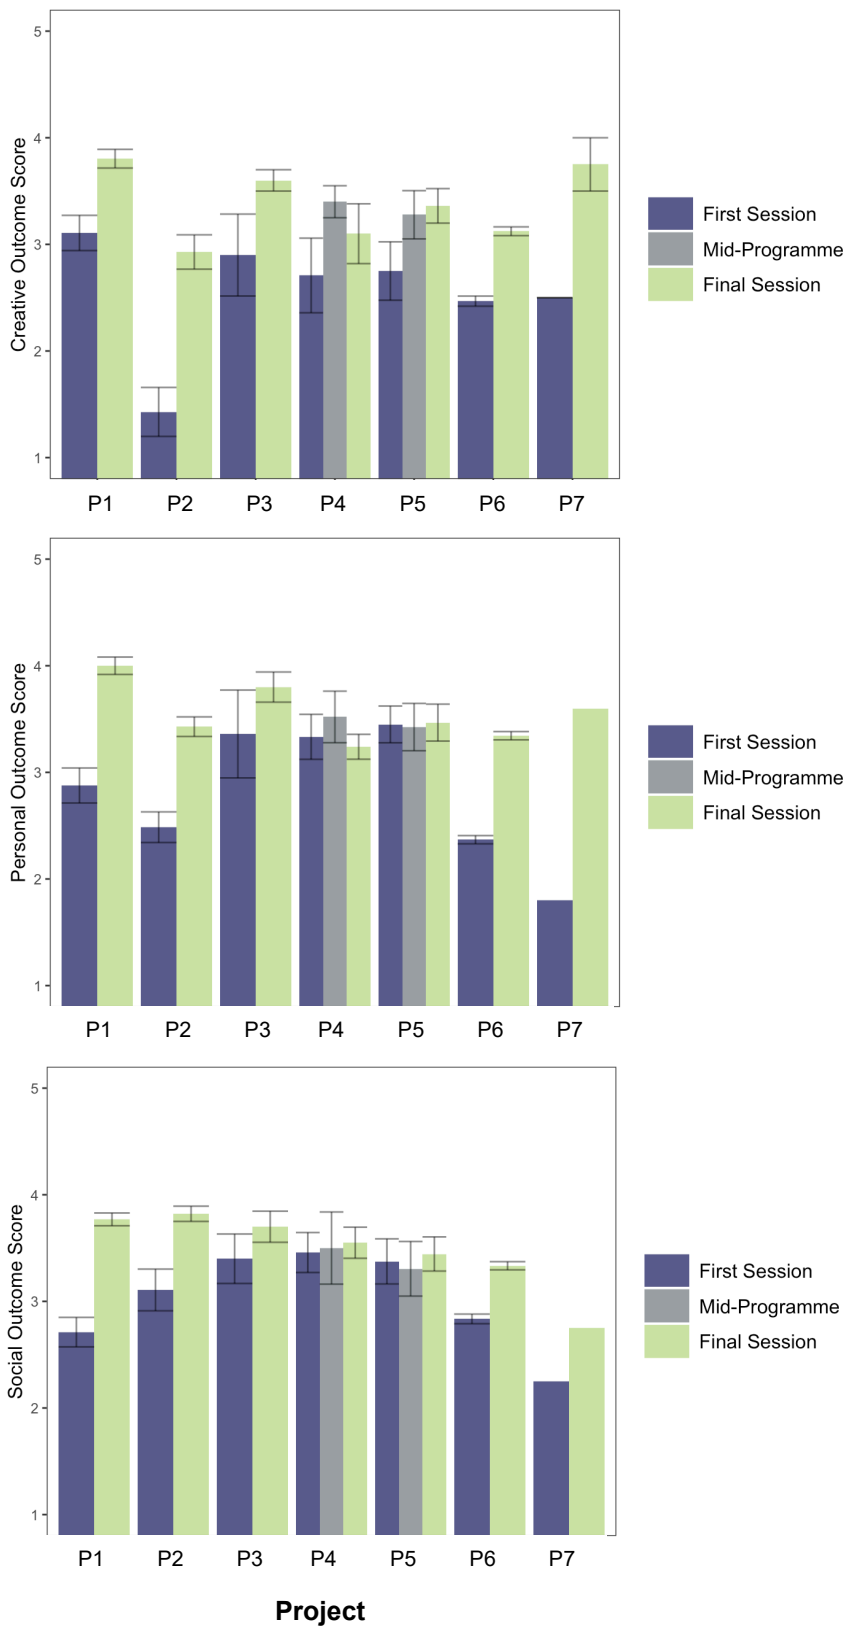 Creative Outcome Score
5
4
3
2
1
P1 P2 P3 P4 P5 P6 P7
First Session
Mid-Programme
Final Session
Personal Outcome Score
5
4
3
2
1
P1 P2 P3 P4 P5 P6 P7
First Session
Mid-Programme
Final Session
Social Outcome Score
5
4
3
2
1
P1 P2 P3 P4 P5 P6 P7
First Session
Mid-Programme
Final Session
Project